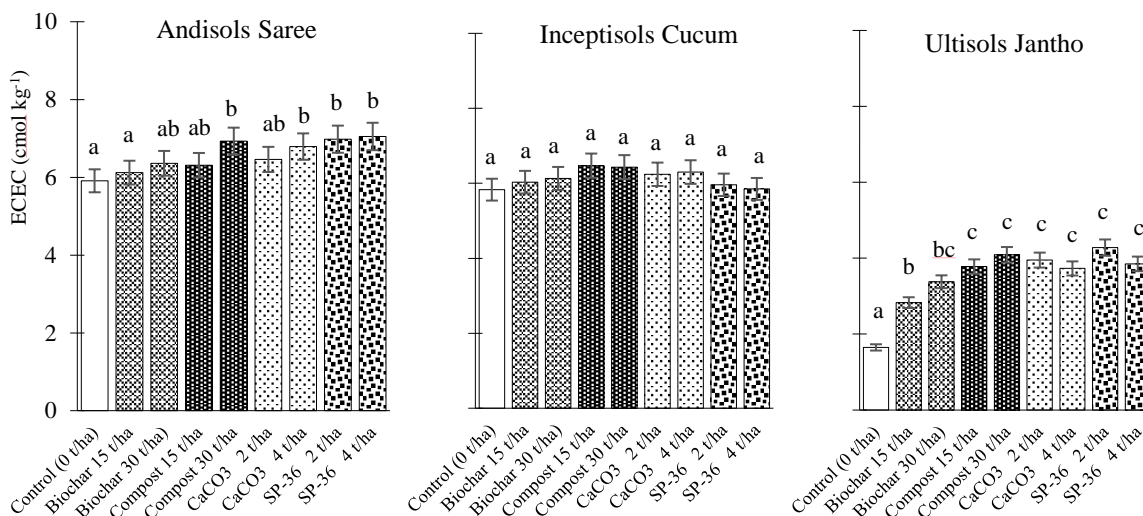 Andisols Saree
Inceptisols Cucum
Ultisols Jantho
ECEC (cmol kg-1)
10
8
6
4
2
0
a a ab ab b ab b b b
a a a a a a a a a
a b bc c c c c c c
Control (0 t/ha)
Biochar 15 t/ha
Biochar 30 t/ha)
Compost 15 t/ha
Compost 30 t/ha
CaCO3 2 t/ha
CaCO3 4 t/ha
SP-36 2 t/ha
SP-36 4 t/ha
Control (0 t/ha)
Biochar 15 t/ha
Biochar 30 t/ha)
Compost 15 t/ha
Compost 30 t/ha
CaCO3 2 t/ha
CaCO3 4 t/ha
SP-36 2 t/ha
SP-36 4 t/ha
Control (0 t/ha)
Biochar 15 t/ha
Biochar 30 t/ha)
Compost 15 t/ha
Compost 30 t/ha
CaCO3 2 t/ha
CaCO3 4 t/ha
SP-36 2 t/ha
SP-36 4 t/ha